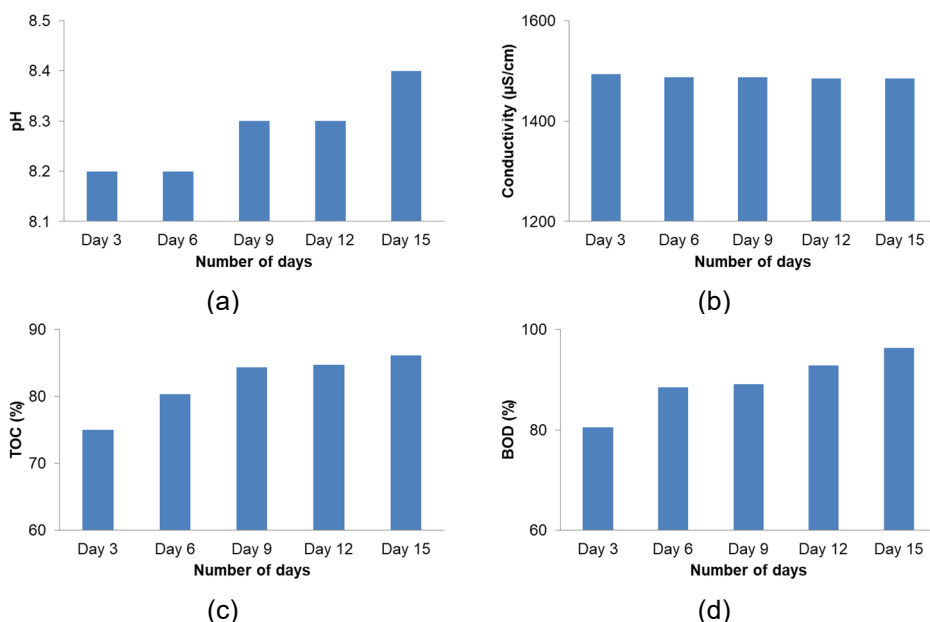 8.5
8.4
8.3
8.2
8.1
pH
Day 3 Day 6 Day 9 Day 12 Day 15
Number of days
(a)
1600
1400
1200
Conductivity (µS/cm)
Day 3 Day 6 Day 9 Day 12 Day 15
Number of days
(b)
90
80
70
60
TOC (%)
Day 3 Day 6 Day 9 Day 12 Day 15
Number of days
(c)
100
80
60
BOD (%)
Day 3 Day 6 Day 9 Day 12 Day 15
Number of days
(d)